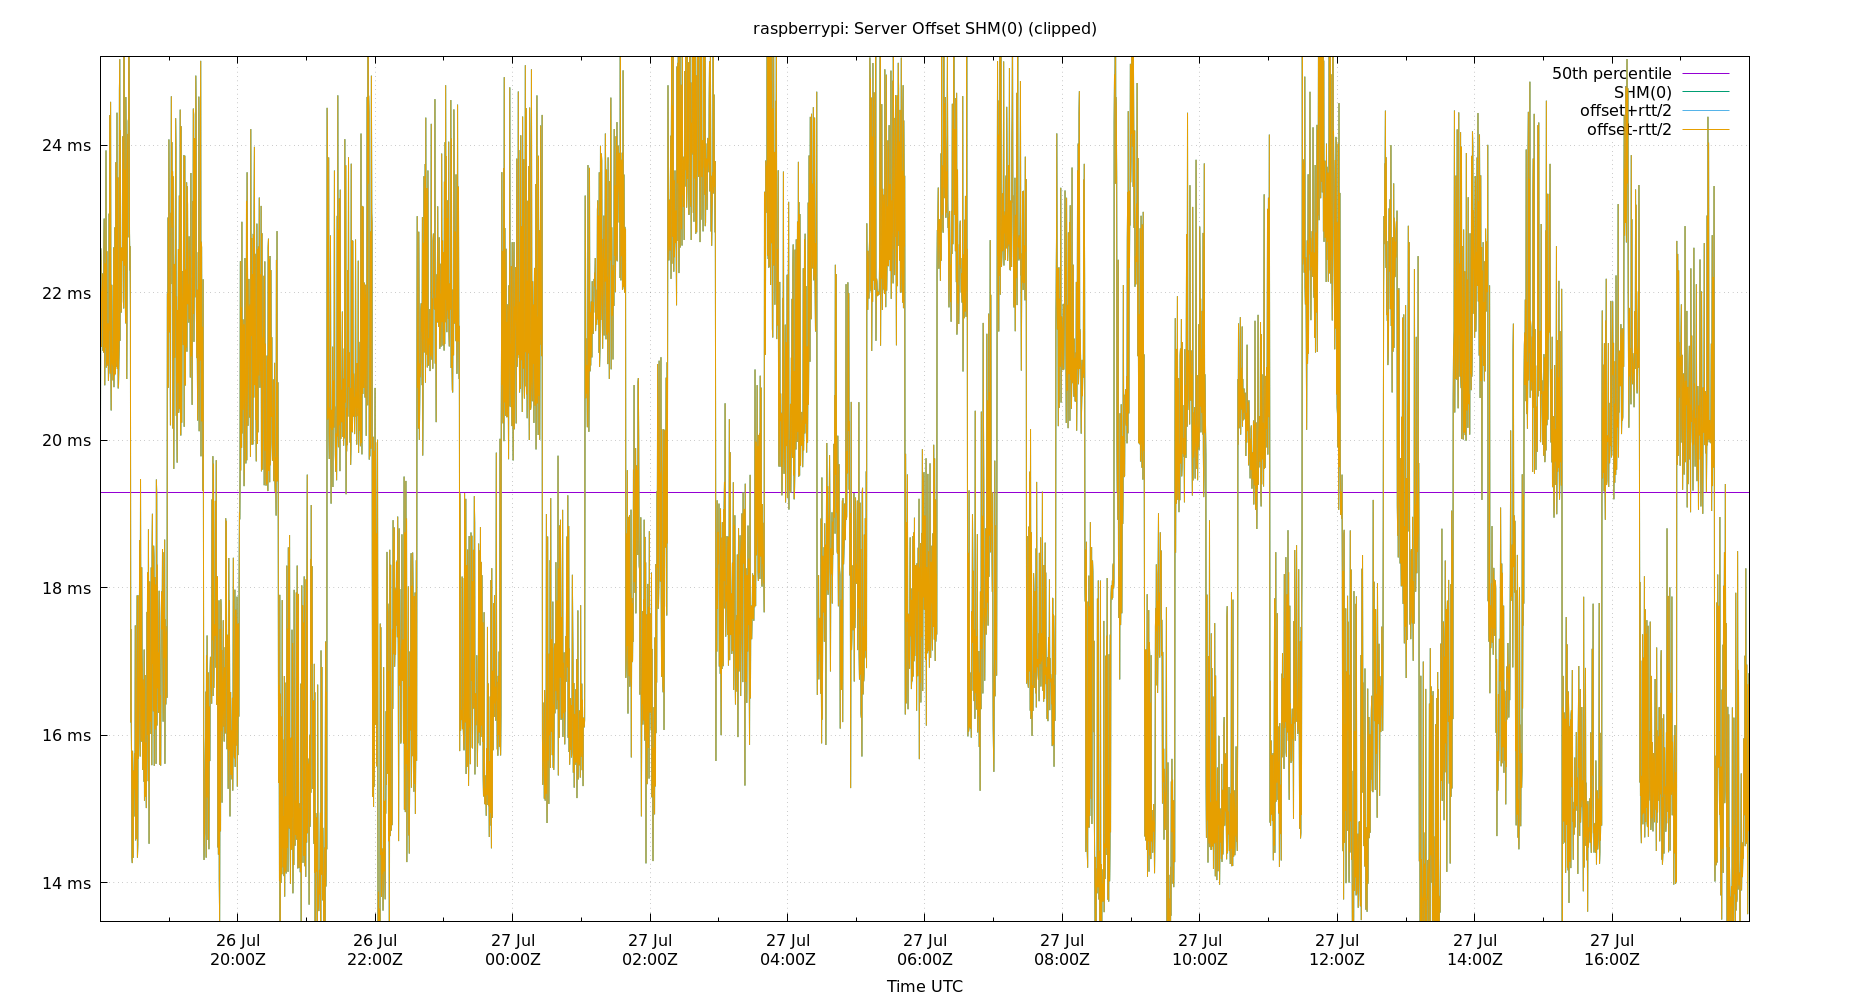 raspberrypi: Server Offset SHM(0) (clipped)
50th percentile
SHM(0)
offset+rtt/2
offset-rtt/2
24 ms
22 ms
20 ms
18 ms
16 ms
14 ms
26 Jul 26 Jul 27 Jul 27 Jul 27 Jul 27 Jul 27 Jul 27 Jul 27 Jul 27 Jul 27 Jul
20:00Z 22:00Z 00:00Z 02:00Z 04:00Z 06:00Z 08:00Z 10:00Z 12:00Z 14:00Z 16:00Z
Time UTC